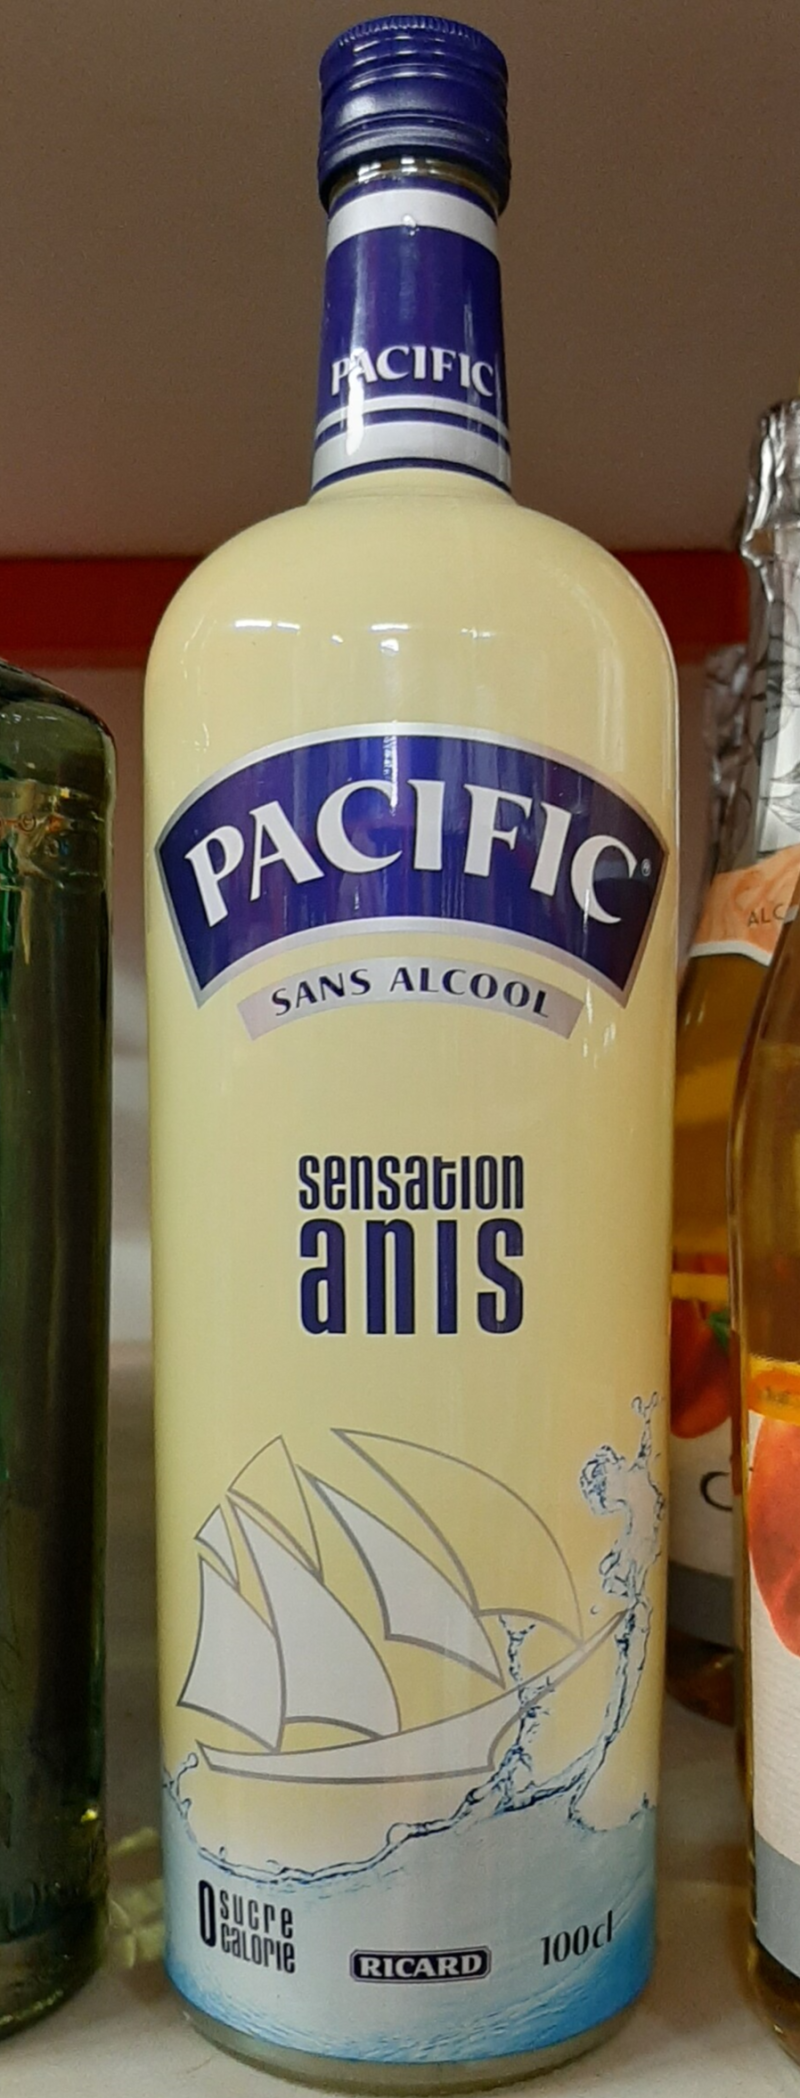 PACIFIC
PACIFIC®
SANS ALCOOL
sensation
anis
0 sucre
calorie
RICARD
100cl